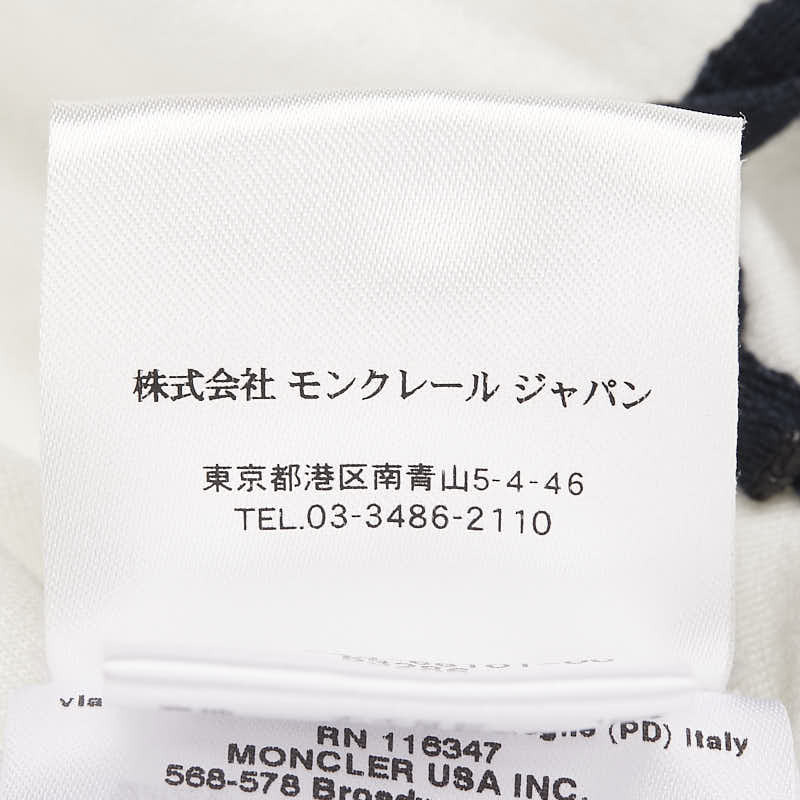 株式会社 モンクレール ジャパン
東京都港区南青山5-4-46
TEL.03-3486-2110
via
(PD) Italy
RN 116347
MONCLER USA INC.
568-578